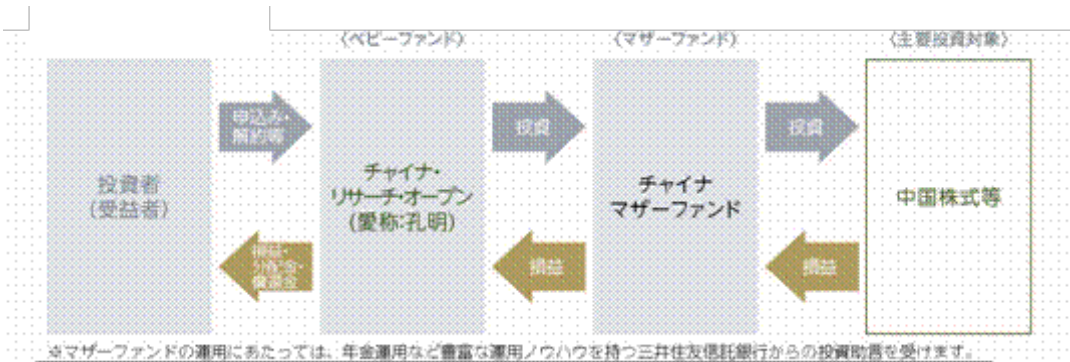 〈ベビーファンド〉
〈マザーファンド〉
〈主要投資対象〉
投資者
(受益者)
申込み・
解約等
チャイナ・
リサーチ・オープン
(愛称:孔明)
投資
チャイナ
マザーファンド
投資
中国株式等
損益・
分配金・
償還金
損益
損益
※マザーファンドの運用にあたっては、年金運用など豊富な運用ノウハウを持つ三井住友信託銀行からの投資助言を受けます。